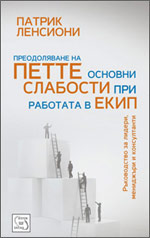 ПАТРИК
ЛЕНСИОНИ
ПРЕОДОЛЯВАНЕ НА
ПЕТТЕ ОСНОВНИ
СЛАБОСТИ ПРИ
РАБОТАТА В ЕКИП
Ръководство за лидери,
мениджъри и консултанти